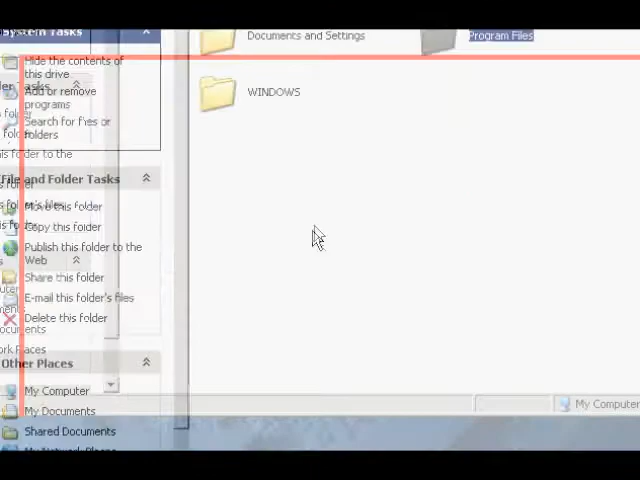 System Tasks
Hide the contents of
this drive
Add or remove
programs
Search for files or
folders
File and Folder Tasks
Move this folder
Copy this folder
Publish this folder to the
Web
Share this folder
E-mail this folder's files
Delete this folder
Other Places
My Computer
My Documents
Shared Documents
My Network Places
Documents and Settings
Program Files
WINDOWS
My Computer